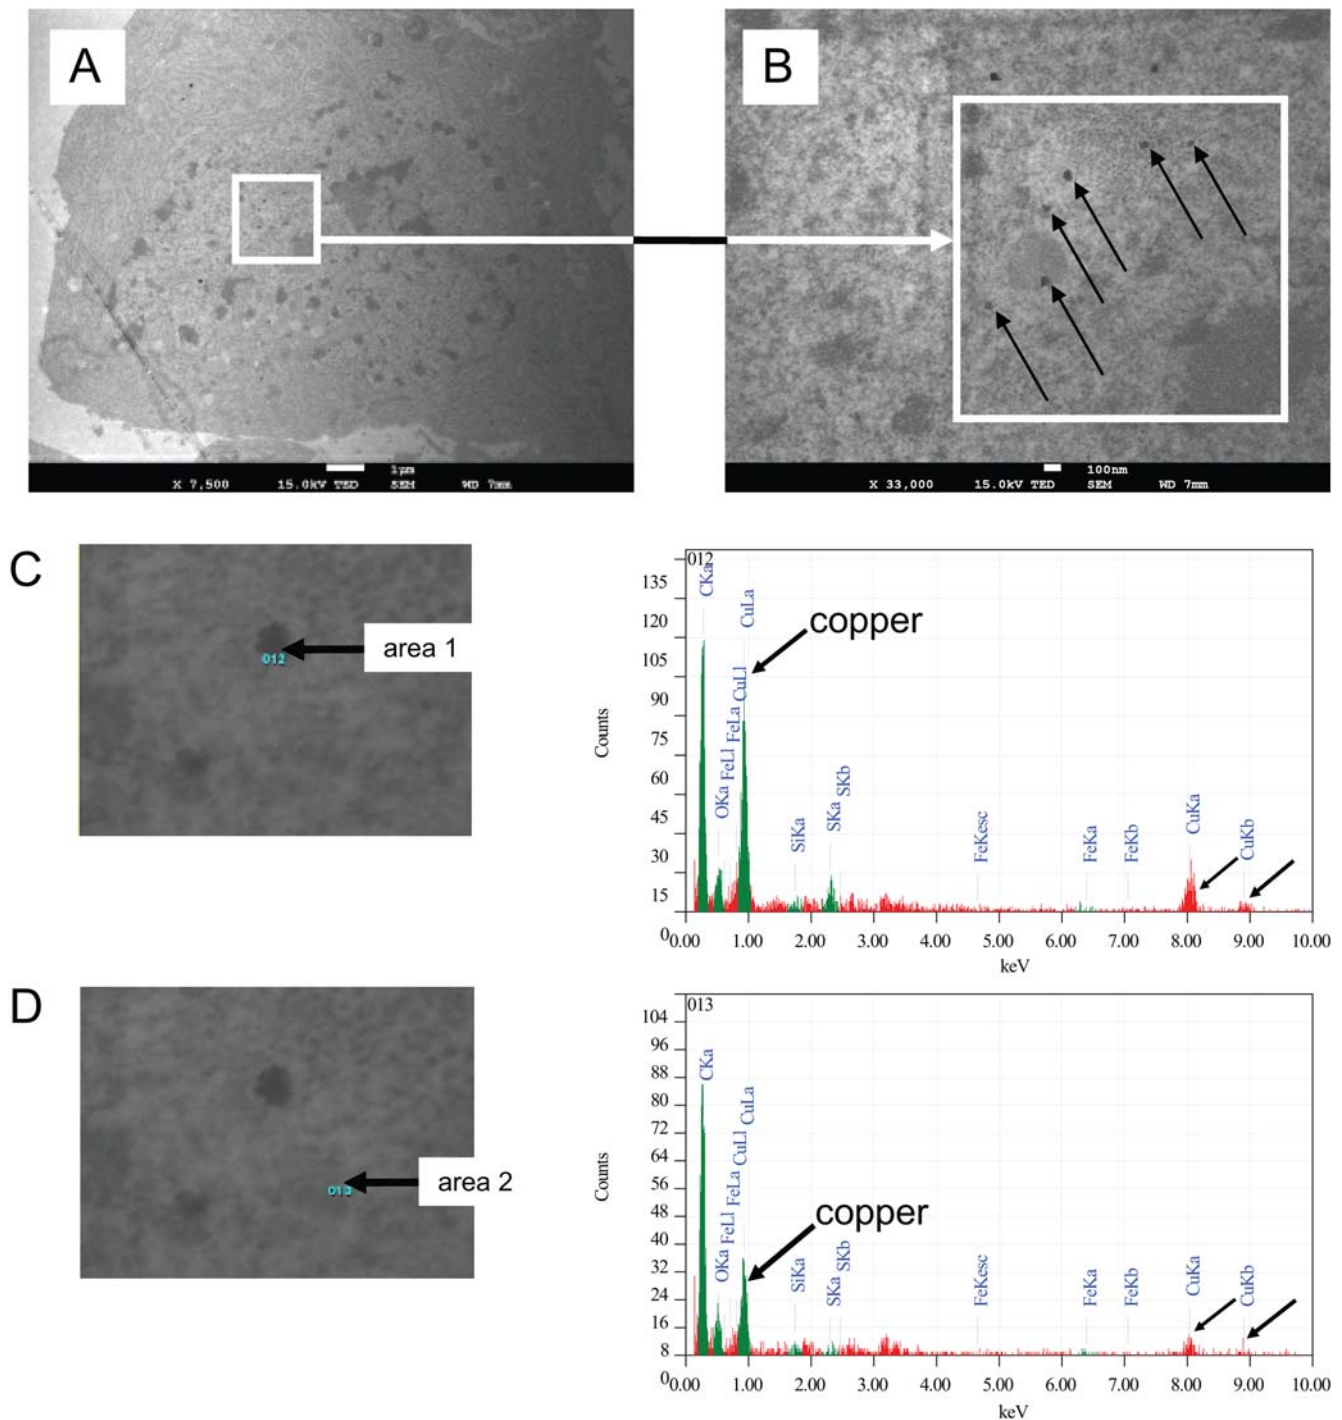 A
B
1µm
X 7,500 15.0kV TED SEM WD 7mm
100nm
X 33,000 15.0kV TED SEM WD 7mm
C
012
area 1
012
CKa
OKa
FeLl
FeLa
CuLl
CuLa
copper
SiKa
SKa
SKb
FeKesc
FeKa
FeKb
CuKa
CuKb
Counts
135
120
105
90
75
60
45
30
15
0
0.00 1.00 2.00 3.00 4.00 5.00 6.00 7.00 8.00 9.00 10.00
keV
D
013
area 2
013
CKa
OKa
FeLl
FeLa
CuLl
CuLa
copper
SiKa
SKa
SKb
FeKesc
FeKa
FeKb
CuKa
CuKb
Counts
104
96
88
80
72
64
56
48
40
32
24
16
8
0
0.00 1.00 2.00 3.00 4.00 5.00 6.00 7.00 8.00 9.00 10.00
keV